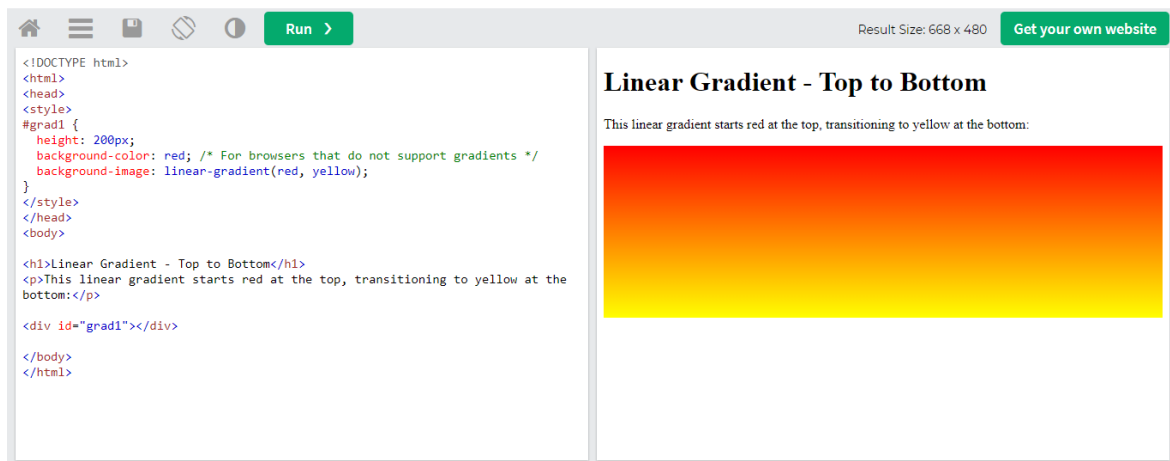 Run ❯
Result Size: 668 x 480
Get your own website
<!DOCTYPE html>
<html>
<head>
<style>
#grad1 {
  height: 200px;
  background-color: red; /* For browsers that do not support gradients */
  background-image: linear-gradient(red, yellow);
}
</style>
</head>
<body>
<h1>Linear Gradient - Top to Bottom</h1>
<p>This linear gradient starts red at the top, transitioning to yellow at the
bottom:</p>
<div id="grad1"></div>
</body>
</html>
Linear Gradient - Top to Bottom
This linear gradient starts red at the top, transitioning to yellow at the bottom: